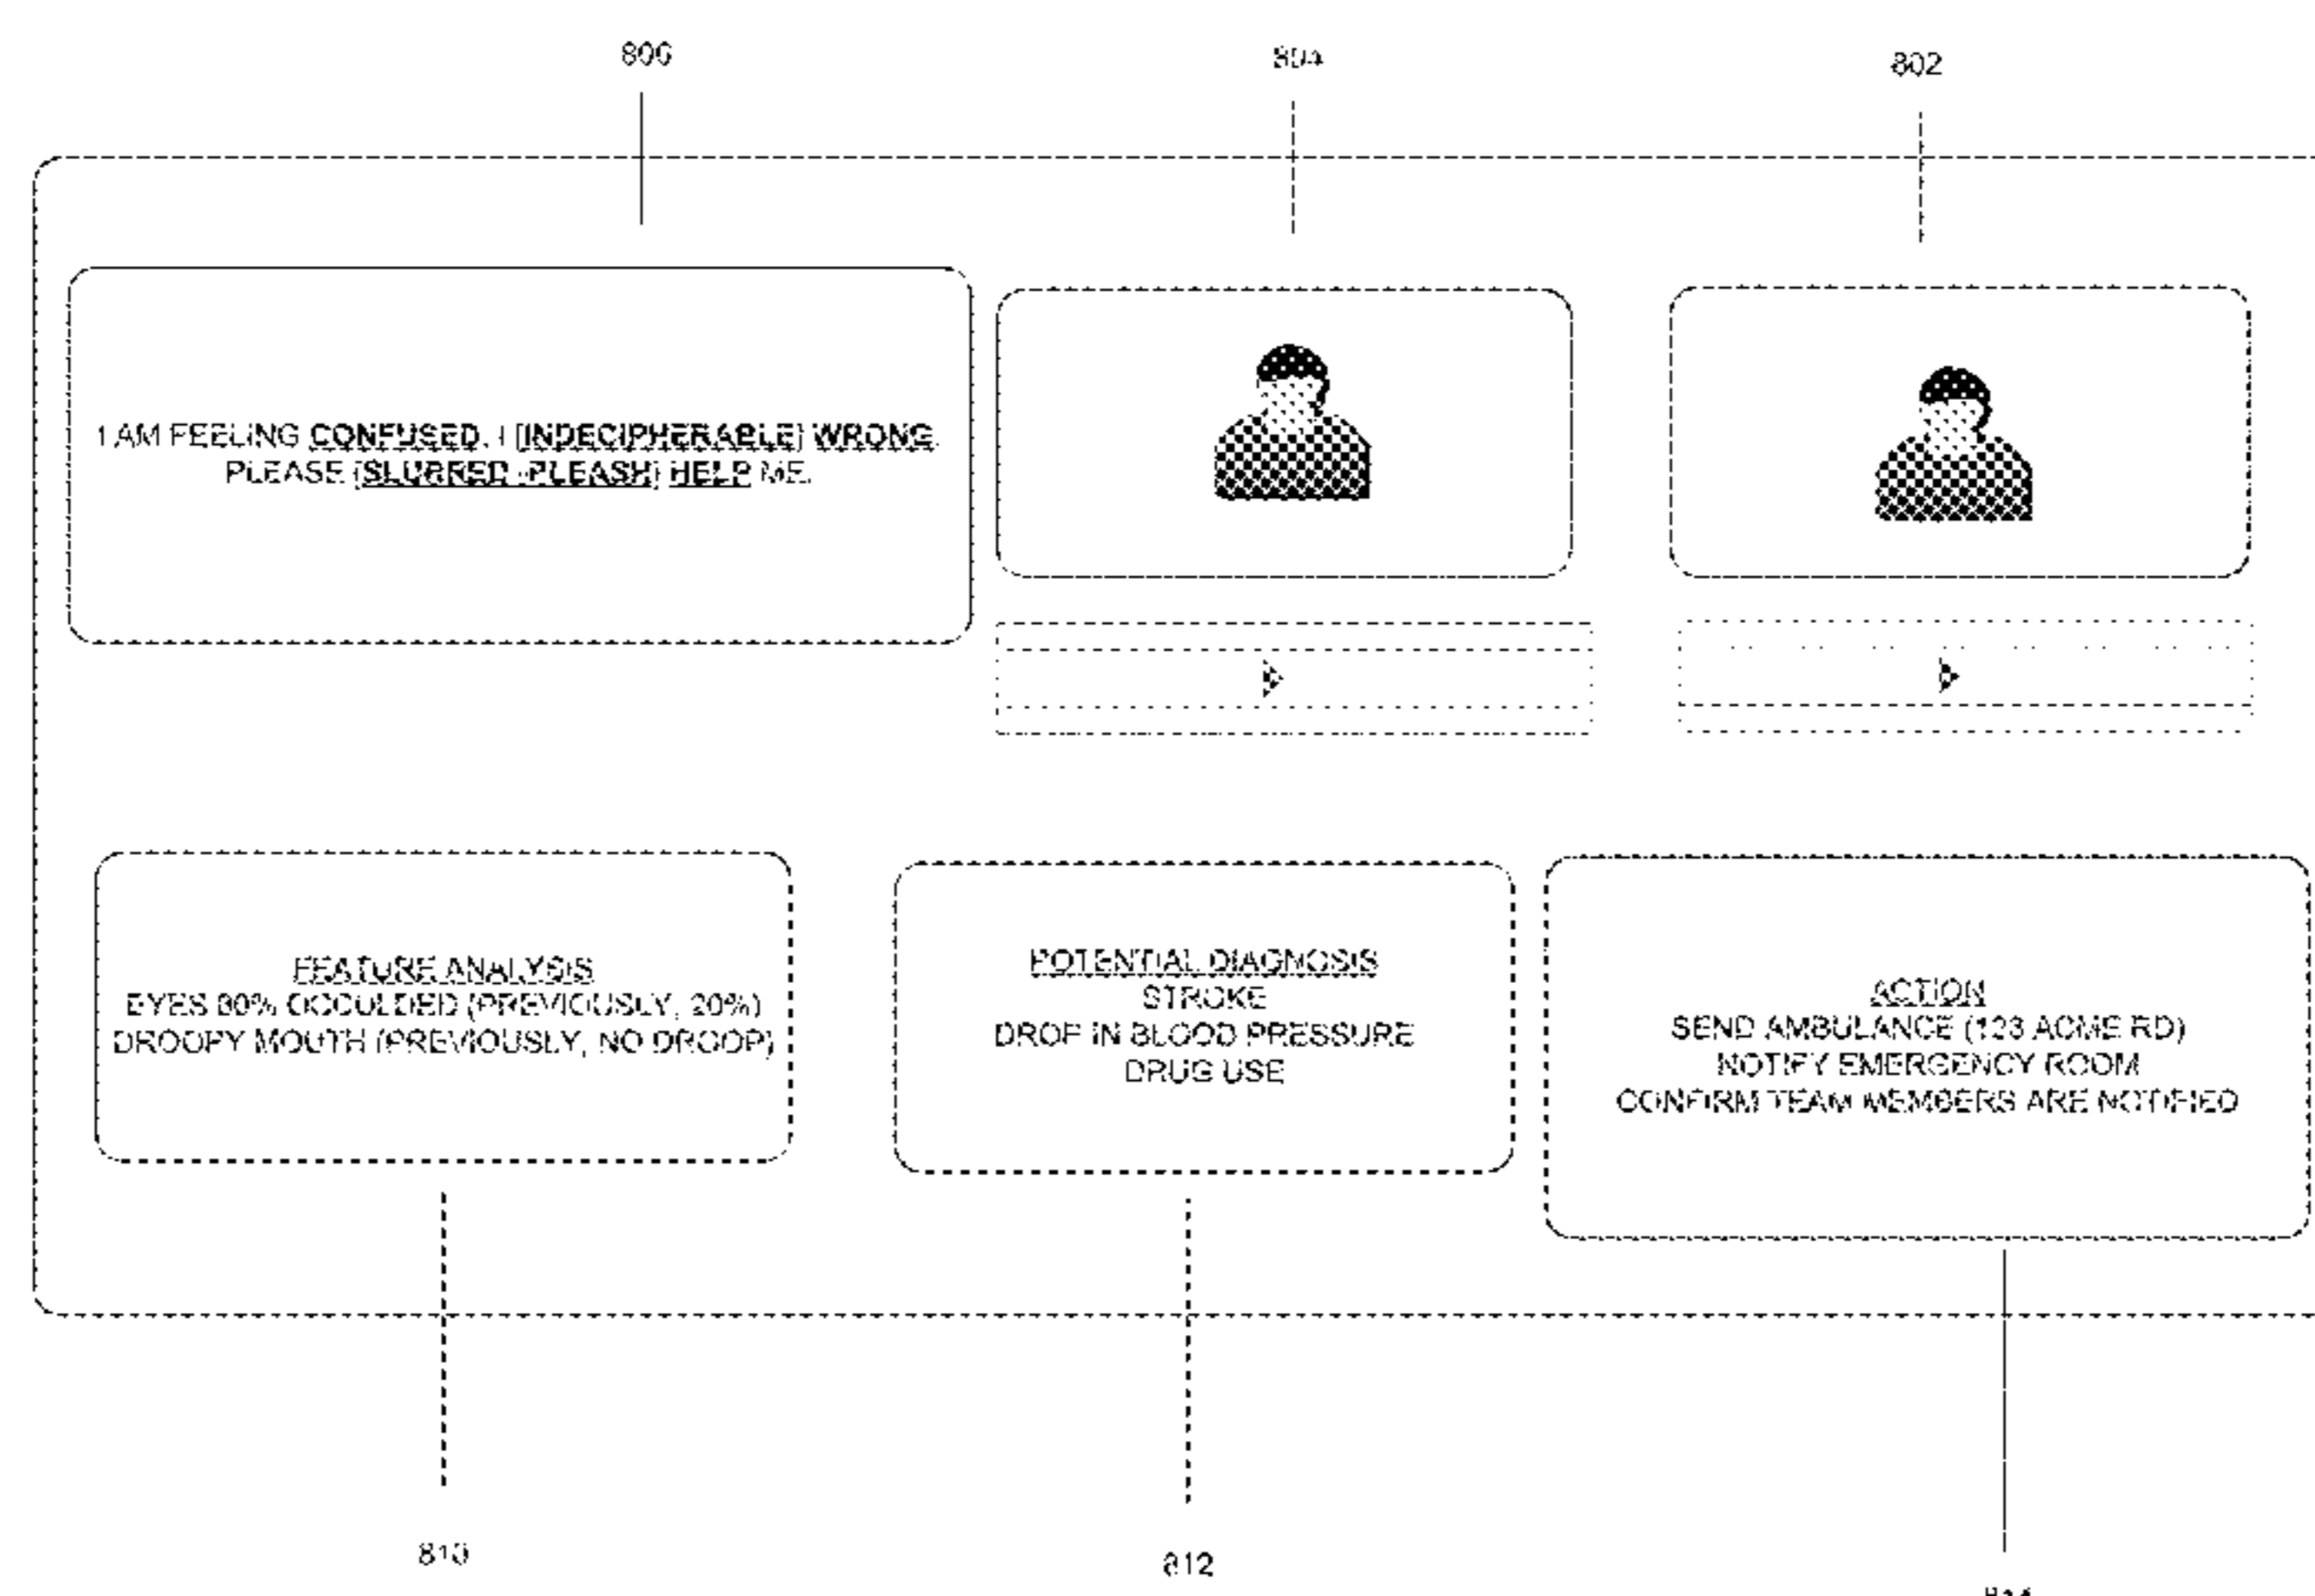 806 804 802
I AM FEELING CONFUSED. I [INDECIPHERABLE] WRONG.
PLEASE [SLURRED -PLEASH] HELP ME.
FEATURE ANALYSIS
EYES 80% OCCULDED (PREVIOUSLY, 20%)
DROOPY MOUTH (PREVIOUSLY, NO DROOP)
POTENTIAL DIAGNOSIS
STROKE
DROP IN BLOOD PRESSURE
DRUG USE
ACTION
SEND AMBULANCE (123 ACME RD)
NOTIFY EMERGENCY ROOM
CONFIRM TEAM MEMBERS ARE NOTIFIED
810 812